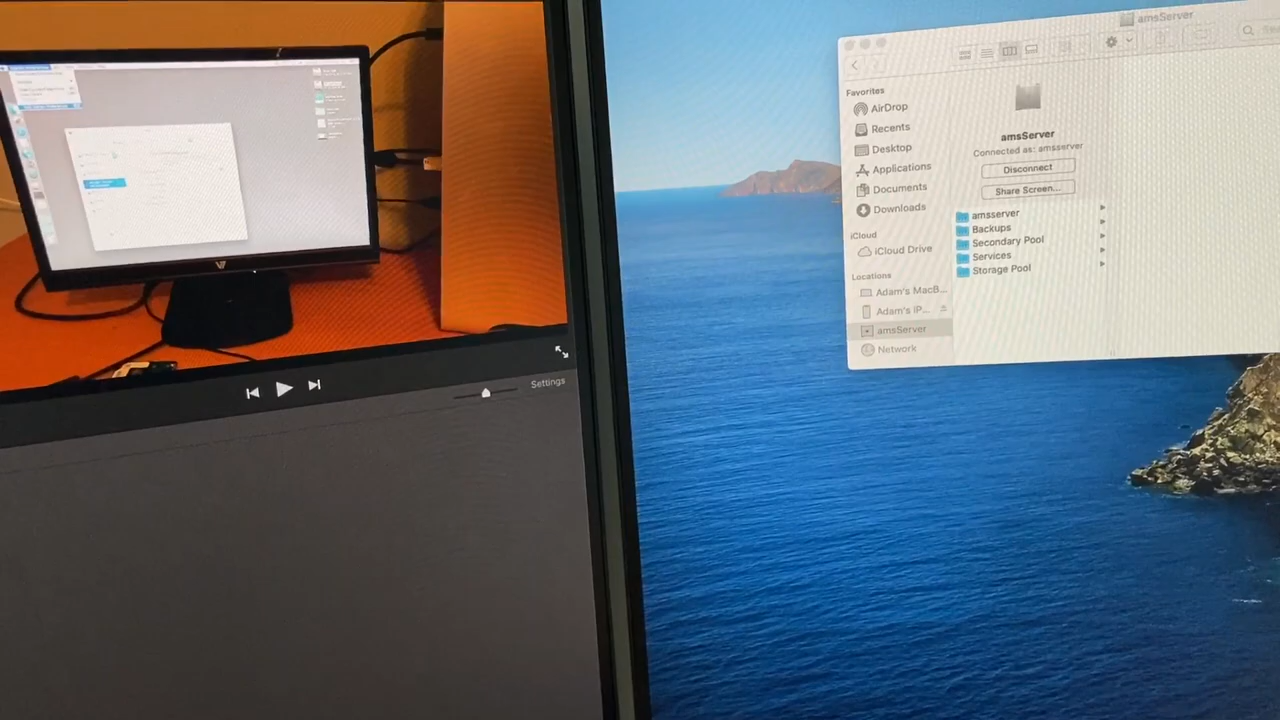 Settings
amsServer
Favorites
AirDrop
Recents
Desktop
Applications
Documents
Downloads
iCloud
iCloud Drive
Locations
Adam's MacB...
Adam's iP...
amsServer
Network
amsServer
Connected as: amsserver
Disconnect
Share Screen...
amsserver
Backups
Secondary Pool
Services
Storage Pool